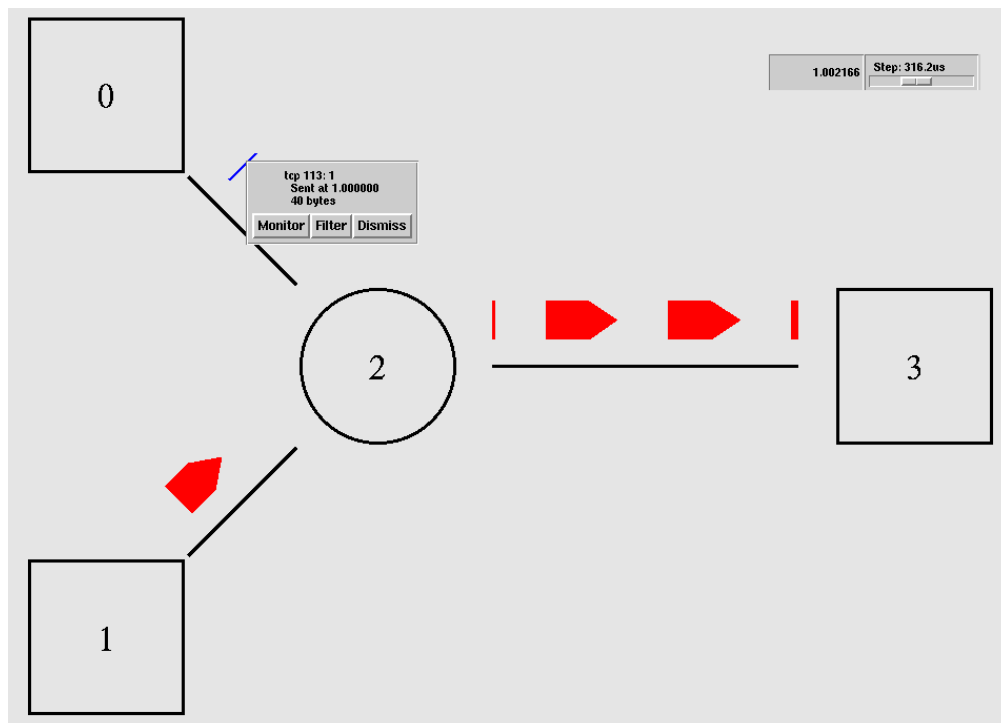 0
1.002166
Step: 316.2us
tcp 113: 1
Sent at 1.000000
40 bytes
Monitor Filter Dismiss
2
3
1